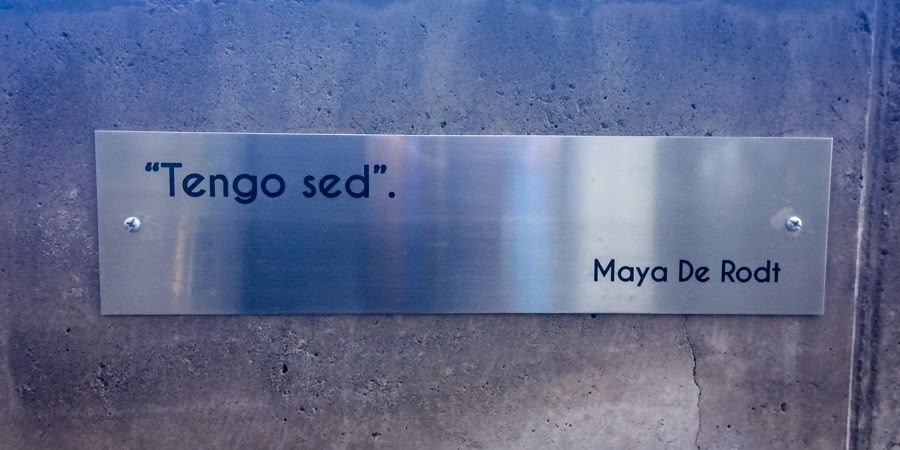 “Tengo sed”.
Maya De Rodt